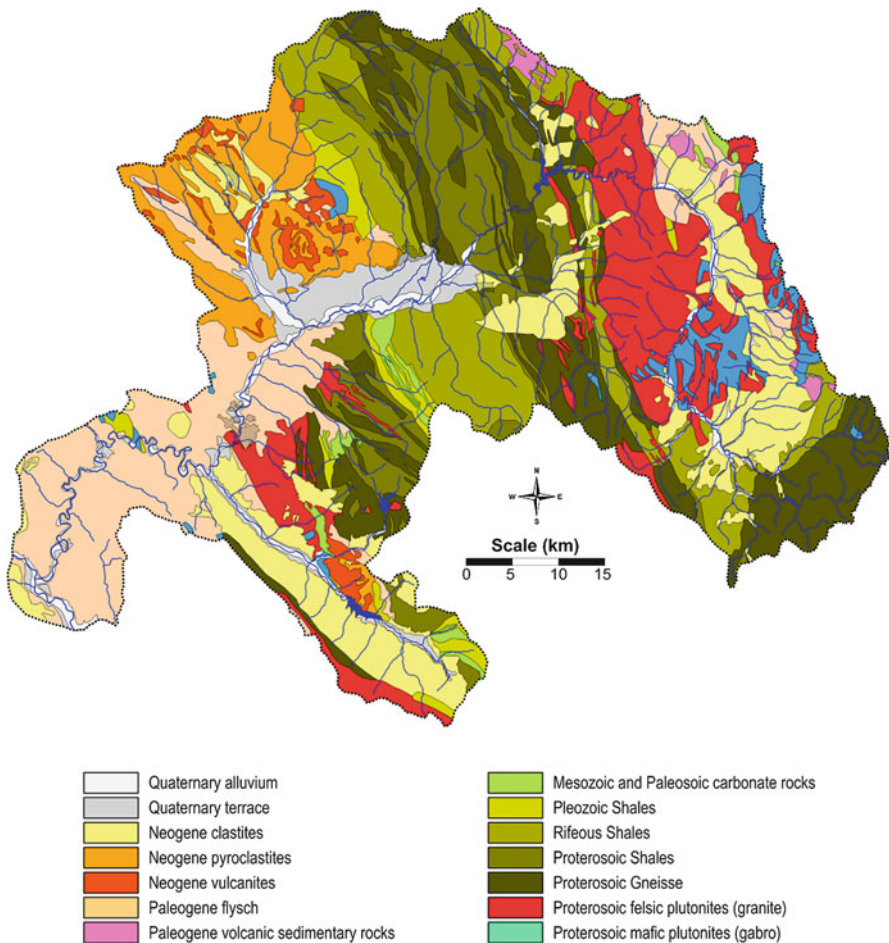 N
W E
S
Scale (km)
0 5 10 15
Quaternary alluvium
Quaternary terrace
Neogene clastites
Neogene pyroclastites
Neogene vulcanites
Paleogene flysch
Paleogene volcanic sedimentary rocks
Mesozoic and Paleosoic carbonate rocks
Pleozoic Shales
Rifeous Shales
Proterosoic Shales
Proterosoic Gneisse
Proterosoic felsic plutonites (granite)
Proterosoic mafic plutonites (gabro)